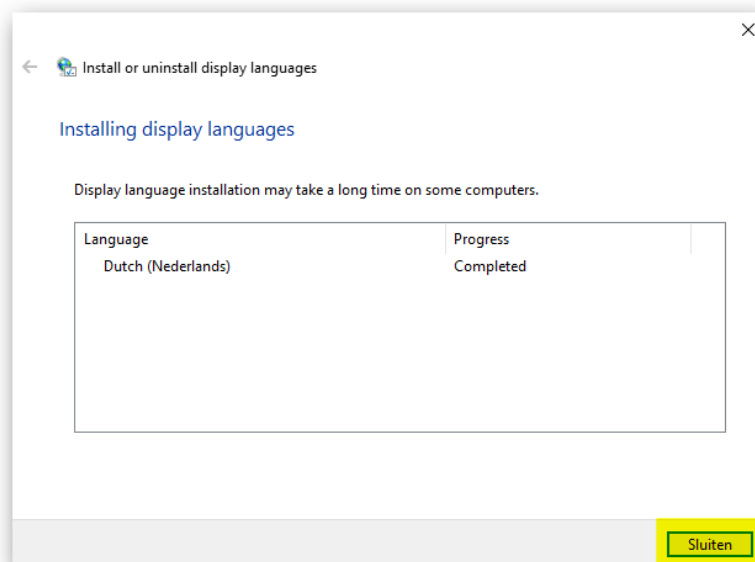 Install or uninstall display languages
Installing display languages
Display language installation may take a long time on some computers.
Language Progress
Dutch (Nederlands) Completed
Sluiten